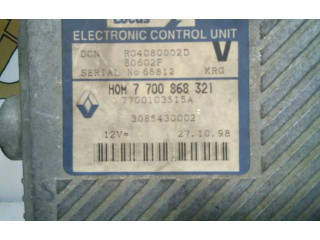 Lucas
ELECTRONIC CONTROL UNIT
DCN R04080002D V
80602F
SERIAL No 66812 KRG
HOM 7 700 868 321
7700103515A
3085430002
12V= 27.10.98